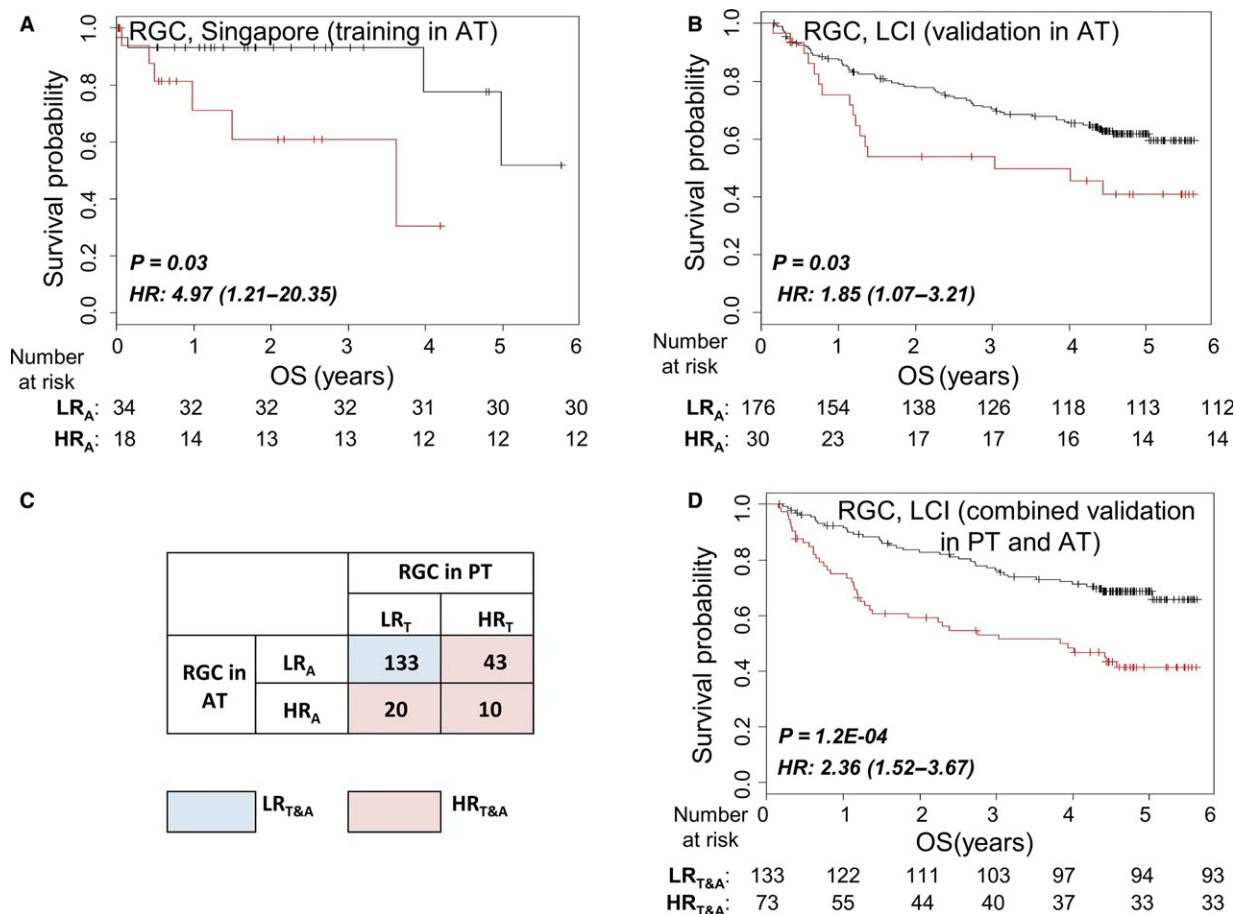 A
RGC, Singapore (training in AT)
Survival probability
1.0
0.8
0.6
0.4
0.2
0.0
P = 0.03
HR: 4.97 (1.21–20.35)
0 1 2 3 4 5 6
OS (years)
Number
at risk
LRA: 34 32 32 32 31 30 30
HRA: 18 14 13 13 12 12 12
B
RGC, LCI (validation in AT)
Survival probability
1.0
0.8
0.6
0.4
0.2
0.0
P = 0.03
HR: 1.85 (1.07–3.21)
0 1 2 3 4 5 6
OS (years)
Number
at risk
LRA: 176 154 138 126 118 113 112
HRA: 30 23 17 17 16 14 14
C
RGC in PT
LRT HRT
RGC in
AT
LRA 133 43
HRA 20 10
LRT&A HRT&A
D
RGC, LCI (combined validation
in PT and AT)
Survival probability
1.0
0.8
0.6
0.4
0.2
0.0
P = 1.2E-04
HR: 2.36 (1.52–3.67)
0 1 2 3 4 5 6
OS(years)
Number
at risk
LRT&A: 133 122 111 103 97 94 93
HRT&A: 73 55 44 40 37 33 33